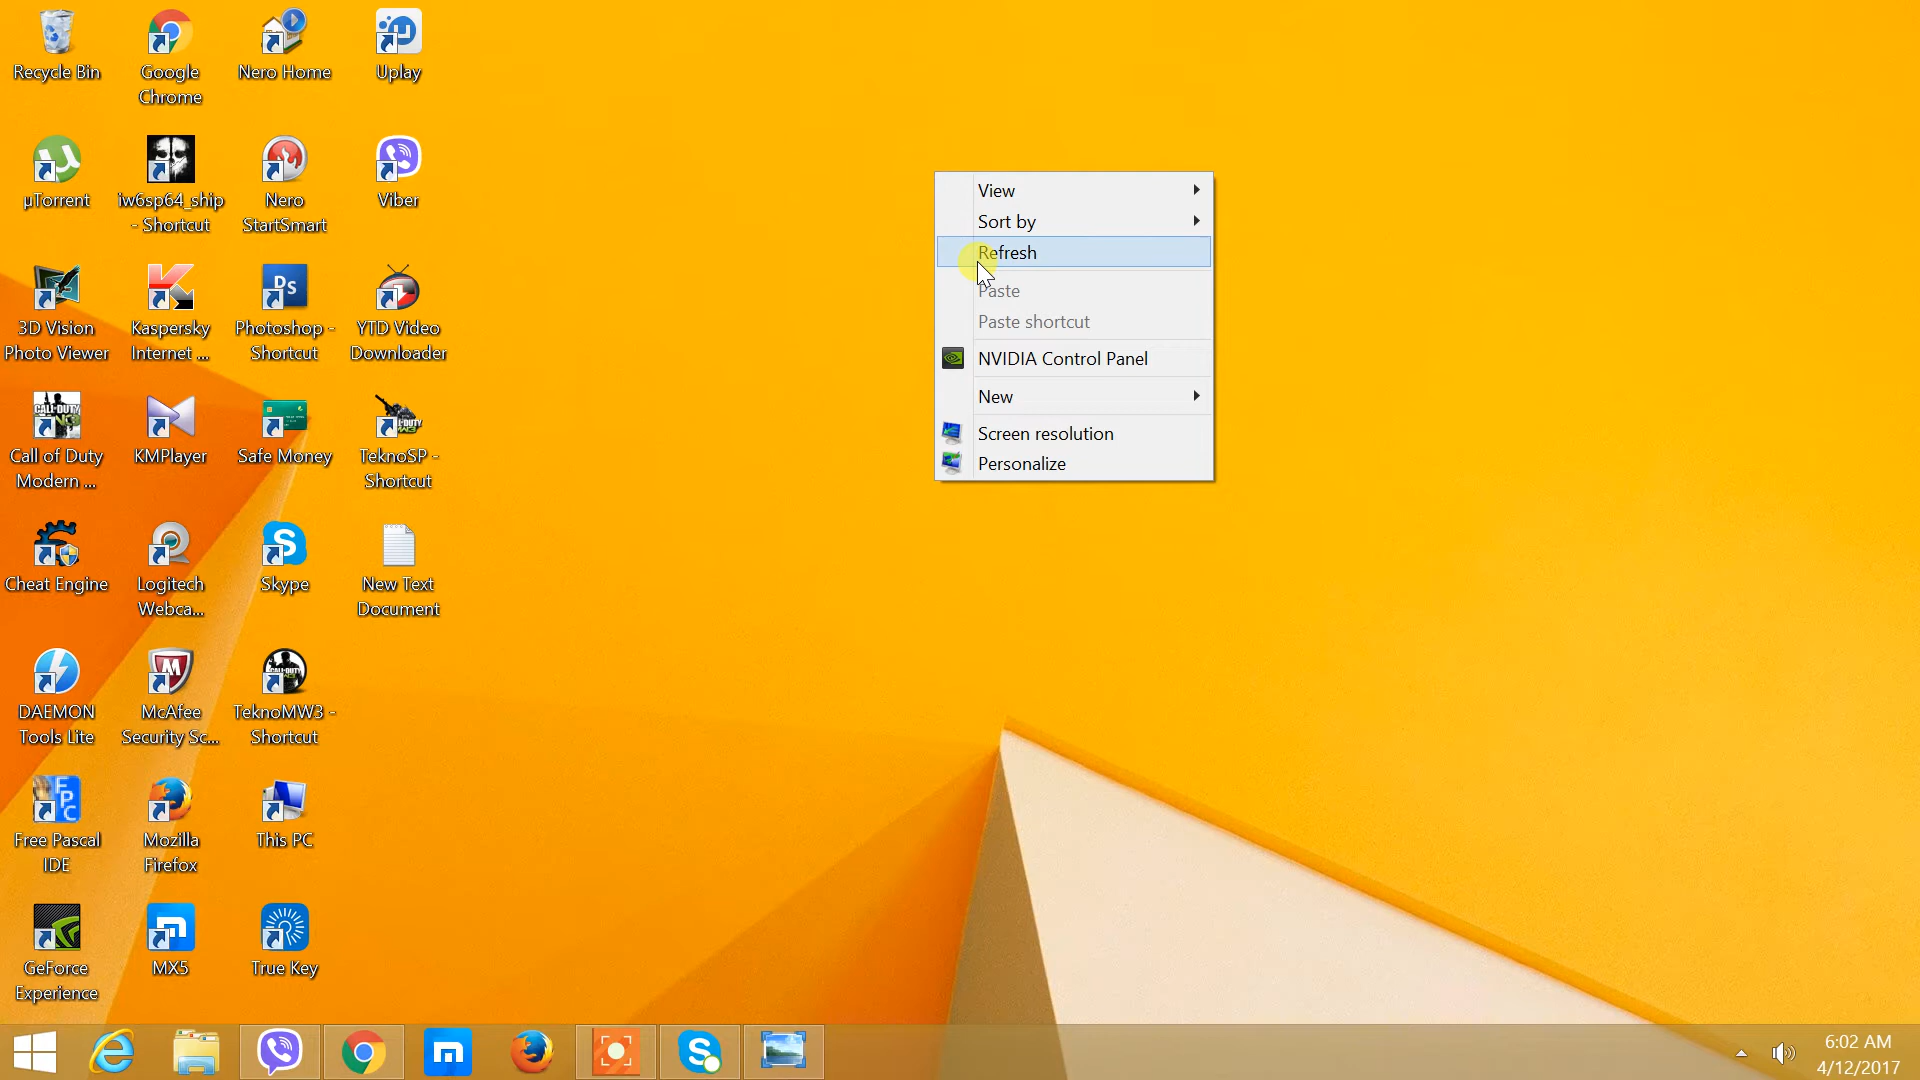 Recycle Bin
Google
Chrome
Nero Home
Uplay
µTorrent
iw6sp64_ship
- Shortcut
Nero
StartSmart
Viber
3D Vision
Photo Viewer
Kaspersky
Internet ...
Ps
Photoshop -
Shortcut
YTD Video
Downloader
Call of Duty
Modern ...
KMPlayer
Safe Money
TeknoSP -
Shortcut
Cheat Engine
Logitech
Webca...
Skype
New Text
Document
DAEMON
Tools Lite
McAfee
Security Sc...
TeknoMW3 -
Shortcut
FPC
Free Pascal
IDE
Mozilla
Firefox
This PC
GeForce
Experience
MX5
True Key
View
Sort by
Refresh
Paste
Paste shortcut
NVIDIA Control Panel
New
Screen resolution
Personalize
6:02 AM
4/12/2017